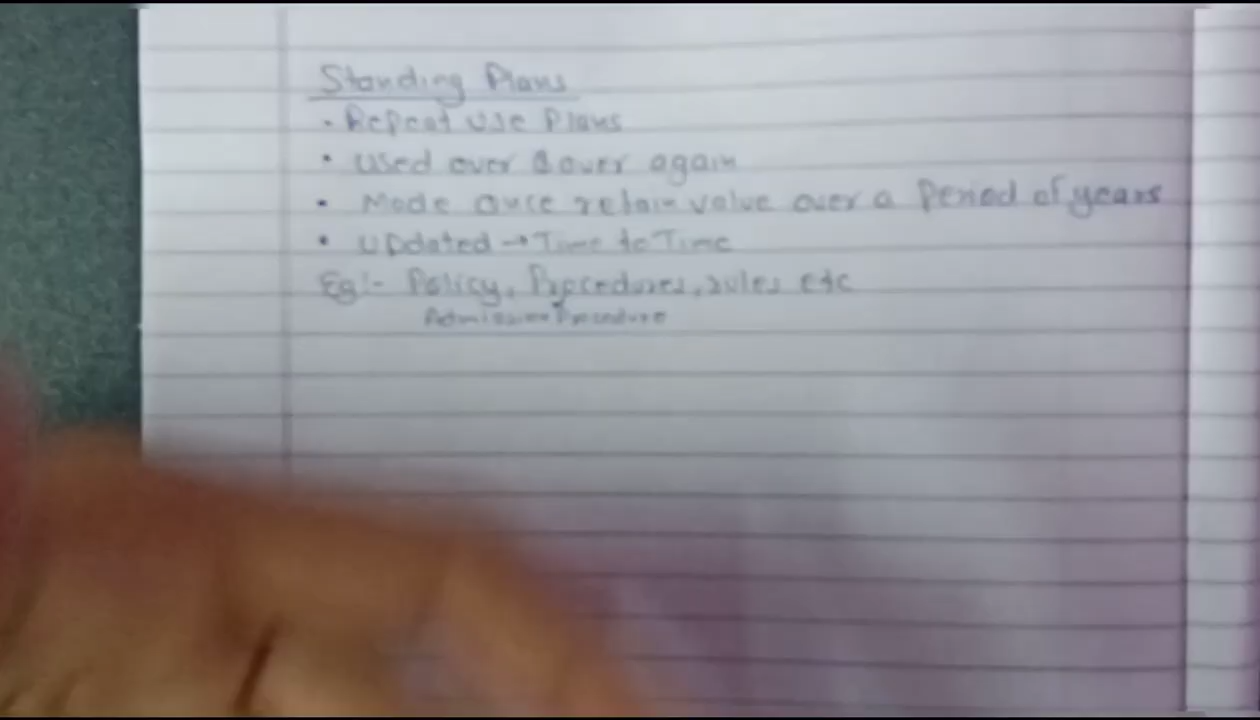 Standing Plans
• Repeat use Plans
• Used over & over again
• Made once retain value over a Period of years
• Updated → Time to Time
Eg:- Policy, Procedures, rules etc
Admission Procedure